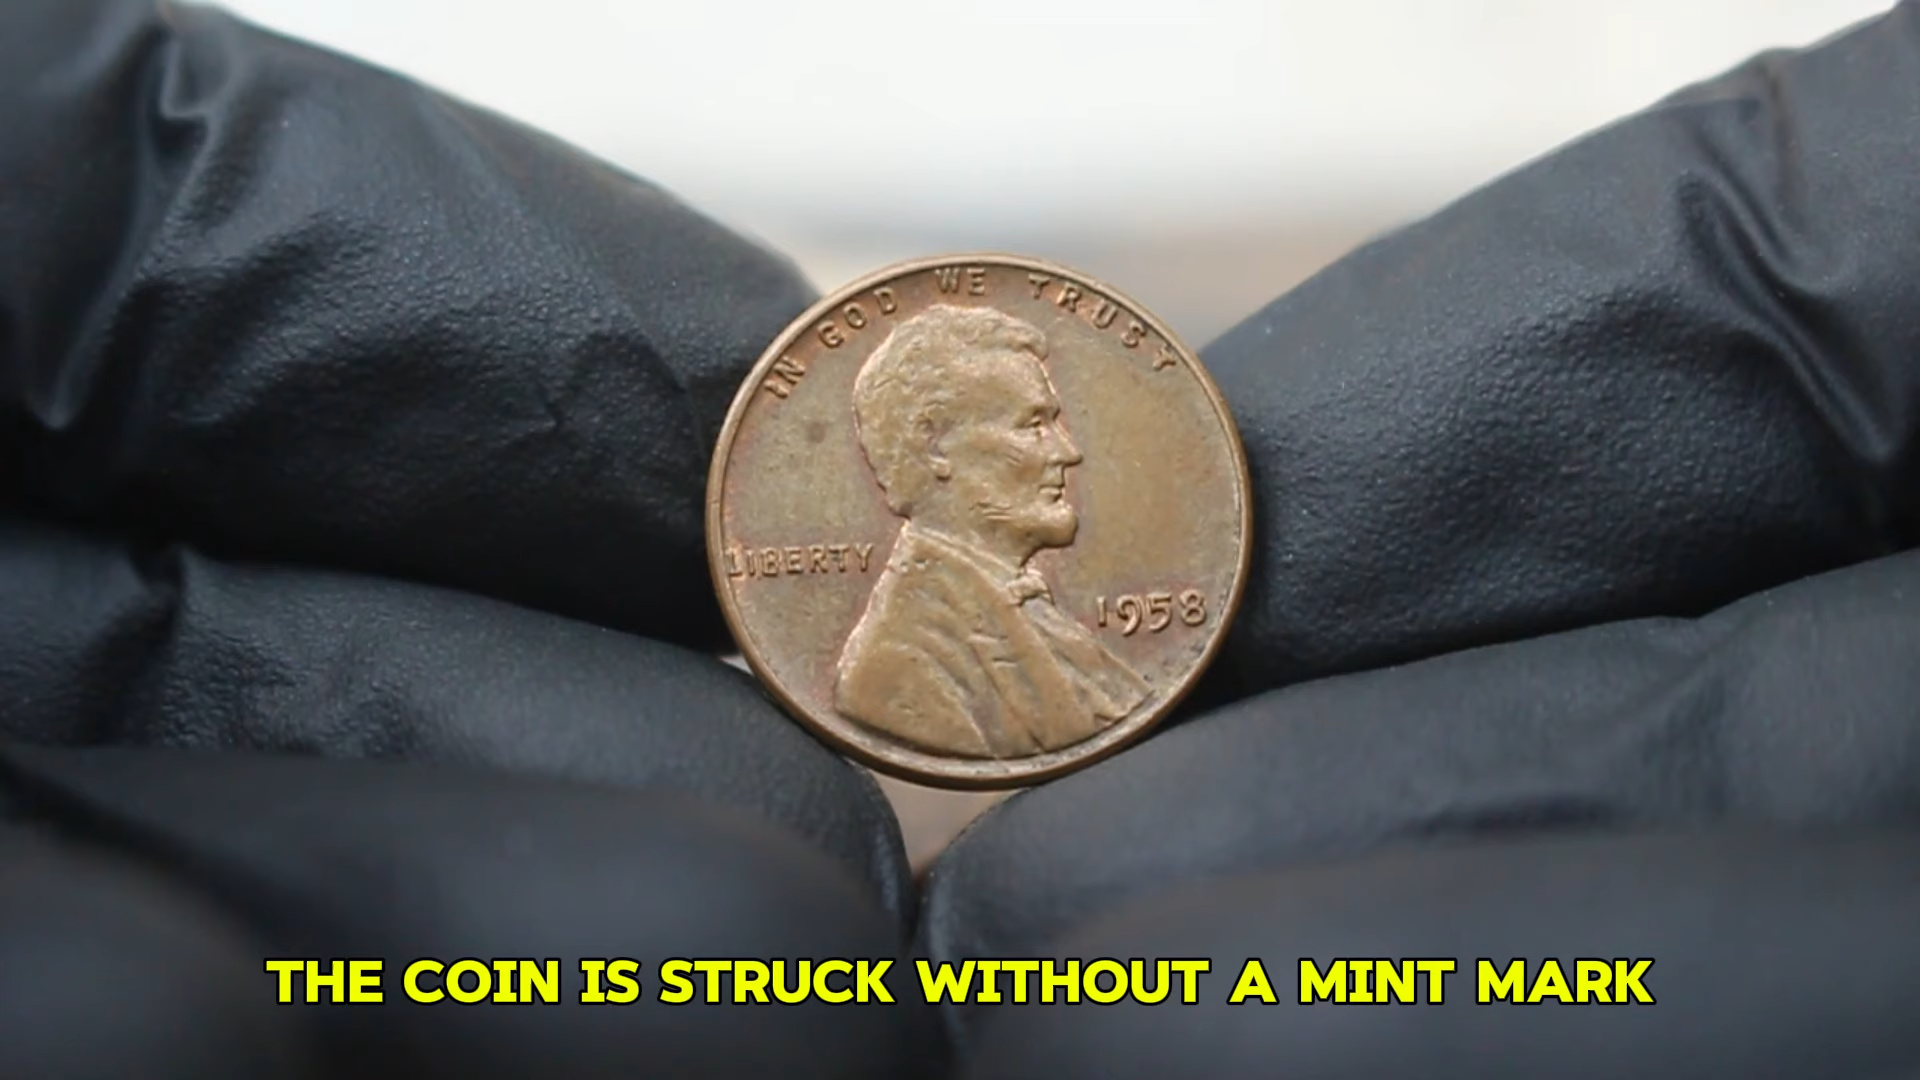 IN GOD WE TRUST
LIBERTY
1958
THE COIN IS STRUCK WITHOUT A MINT MARK